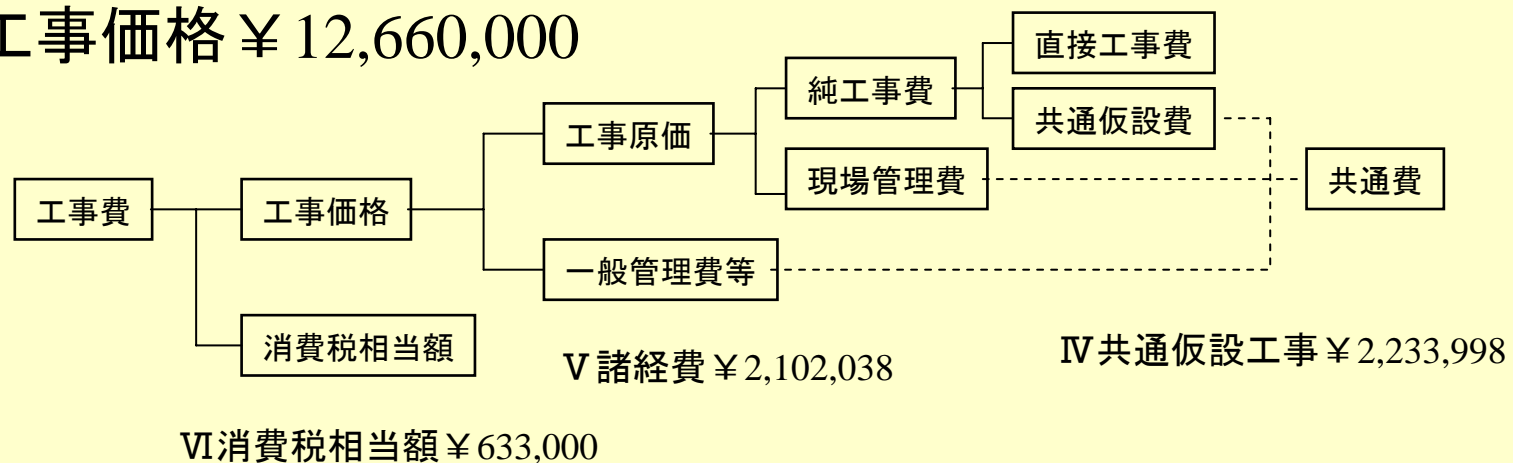 工事価格￥12,660,000
直接工事費
純工事費
共通仮設費
工事原価
現場管理費
共通費
工事費
工事価格
一般管理費等
消費税相当額
Ⅴ諸経費￥2,102,038
Ⅳ共通仮設工事￥2,233,998
Ⅵ消費税相当額￥633,000